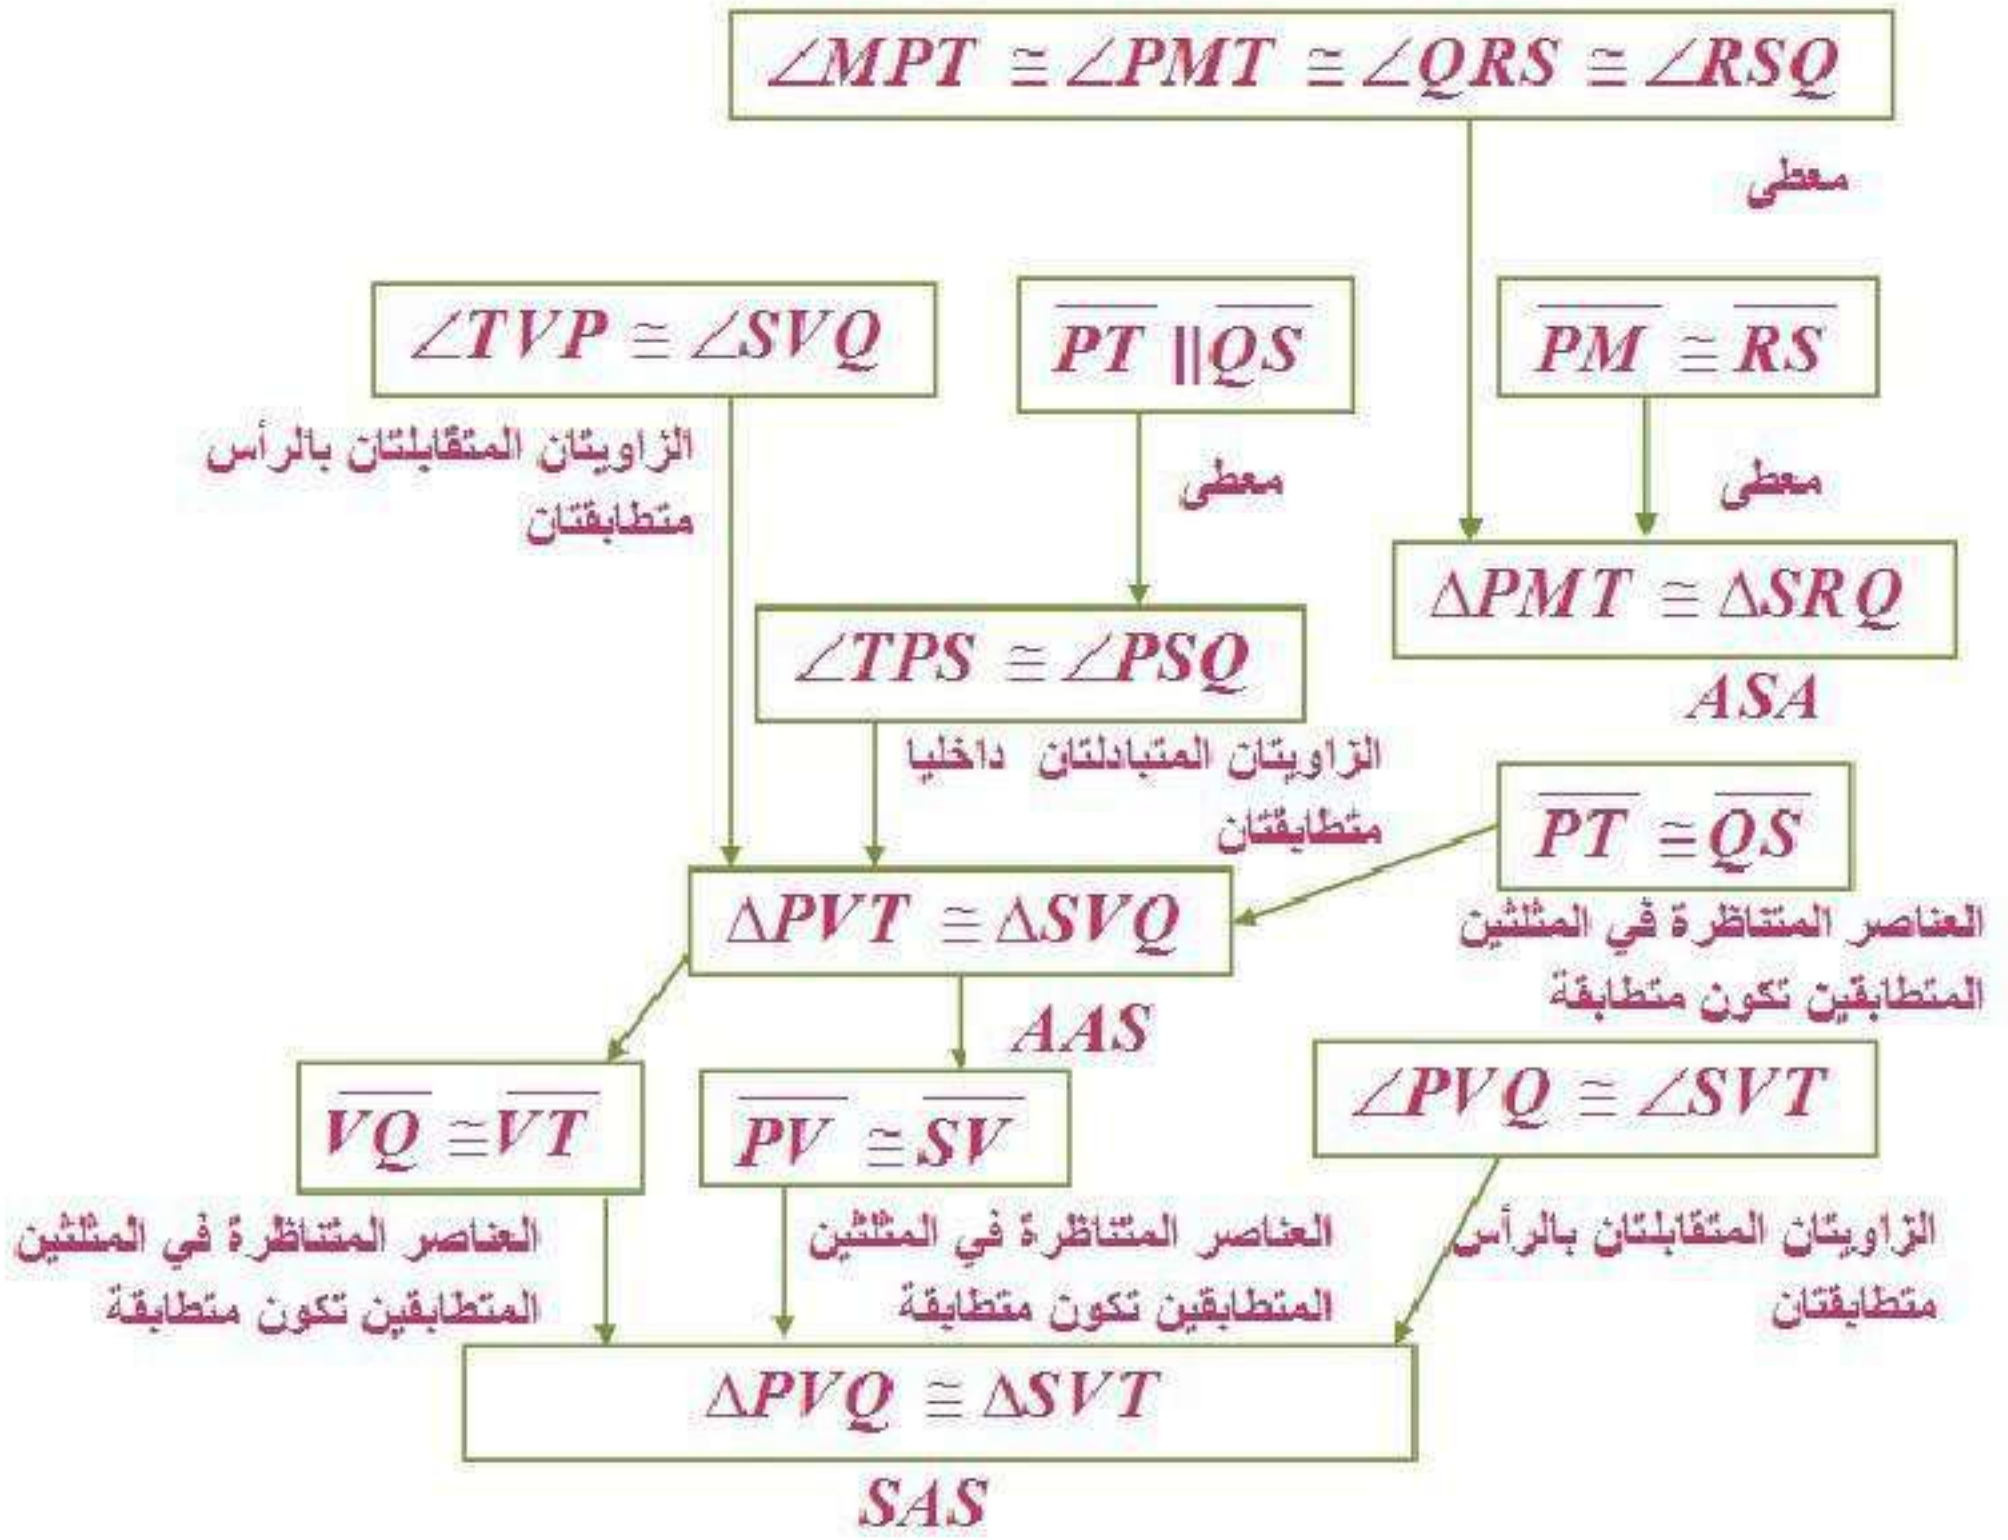 ∠MPT ≅ ∠PMT ≅ ∠QRS ≅ ∠RSQ
معطى
∠TVP ≅ ∠SVQ
الزاويتان المتقابلتان بالرأس
متطابقتان
PT || QS
معطى
PM ≅ RS
معطى
ΔPMT ≅ ΔSRQ
ASA
∠TPS ≅ ∠PSQ
الزاويتان المتبادلتان داخليا
متطابقتان
PT ≅ QS
العناصر المتناظرة في المثلثين
المتطابقين تكون متطابقة
ΔPVT ≅ ΔSVQ
AAS
VQ ≅ VT
العناصر المتناظرة في المثلثين
المتطابقين تكون متطابقة
PV ≅ SV
العناصر المتناظرة في المثلثين
المتطابقين تكون متطابقة
∠PVQ ≅ ∠SVT
الزاويتان المتقابلتان بالرأس
متطابقتان
ΔPVQ ≅ ΔSVT
SAS